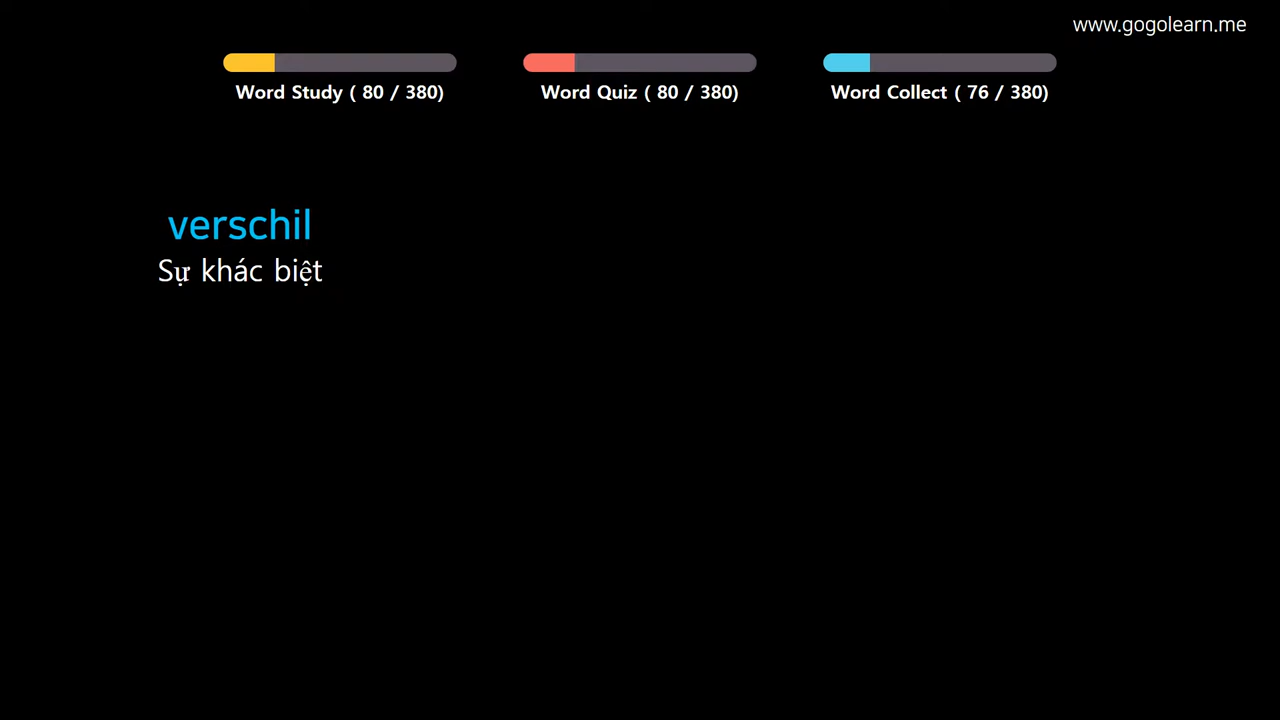 www.gogolearn.me
Word Study ( 80 / 380)
Word Quiz ( 80 / 380)
Word Collect ( 76 / 380)
verschil
Sự khác biệt